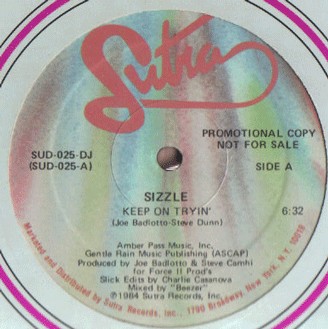 Sutra
PROMOTIONAL COPY
NOT FOR SALE
SUD-025-DJ
(SUD-025-A)
SIDE A
SIZZLE
KEEP ON TRYIN'
6:32
(Joe Badlotto-Steve Dunn)
Amber Pass Music, Inc.
Gentle Rain Music Publishing (ASCAP)
Produced by Joe Badlotto & Steve Camhi
for Force II Prod's
Slick Edits by Charlie Casanova
Mixed by "Beezer"
℗ 1984 Sutra Records, Inc.
Marketed and Distributed by Sutra Records, Inc., 1790 Broadway, New York, N.Y. 10019